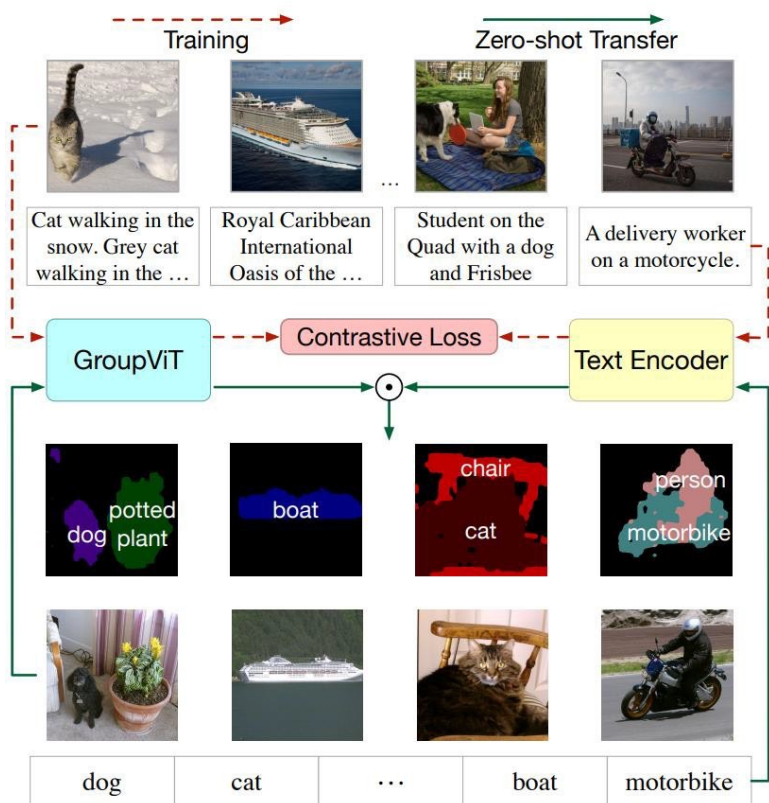 Training
Zero-shot Transfer
Cat walking in the
snow. Grey cat
walking in the …
Royal Caribbean
International
Oasis of the …
...
Student on the
Quad with a dog
and Frisbee
A delivery worker
on a motorcycle.
GroupViT
Contrastive Loss
Text Encoder
dog
potted
plant
boat
chair
cat
person
motorbike
dog
cat
…
boat
motorbike